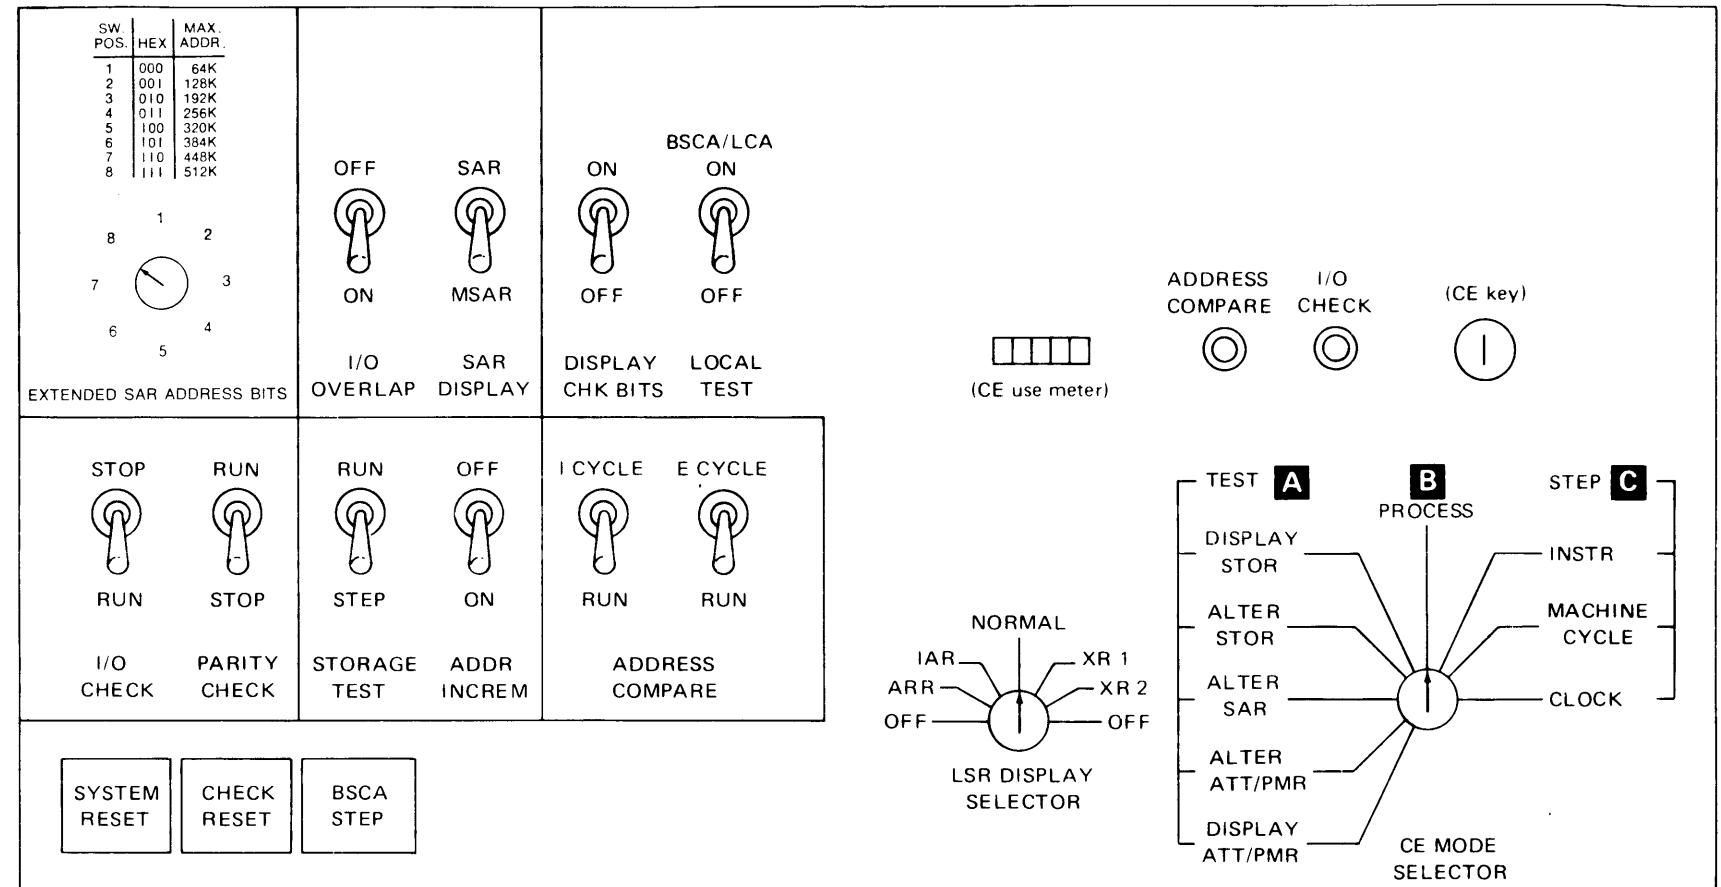 SW. POS. HEX MAX. ADDR.
1 000 64K
2 001 128K
3 010 192K
4 011 256K
5 100 320K
6 101 384K
7 110 448K
8 111 512K
1
2
3
4
5
6
7
8
EXTENDED SAR ADDRESS BITS
OFF
ON
I/O
OVERLAP
SAR
MSAR
SAR
DISPLAY
ON
OFF
DISPLAY
CHK BITS
BSCA/LCA
ON
OFF
LOCAL
TEST
(CE use meter)
ADDRESS
COMPARE
I/O
CHECK
(CE key)
STOP
RUN
I/O
CHECK
RUN
STOP
PARITY
CHECK
RUN
STEP
STORAGE
TEST
OFF
ON
ADDR
INCREM
I CYCLE
RUN
E CYCLE
RUN
ADDRESS
COMPARE
SYSTEM
RESET
CHECK
RESET
BSCA
STEP
NORMAL
IAR
ARR
OFF
XR 1
XR 2
OFF
LSR DISPLAY
SELECTOR
TEST A
DISPLAY
STOR
ALTER
STOR
ALTER
SAR
ALTER
ATT/PMR
DISPLAY
ATT/PMR
B
PROCESS
STEP C
INSTR
MACHINE
CYCLE
CLOCK
CE MODE
SELECTOR